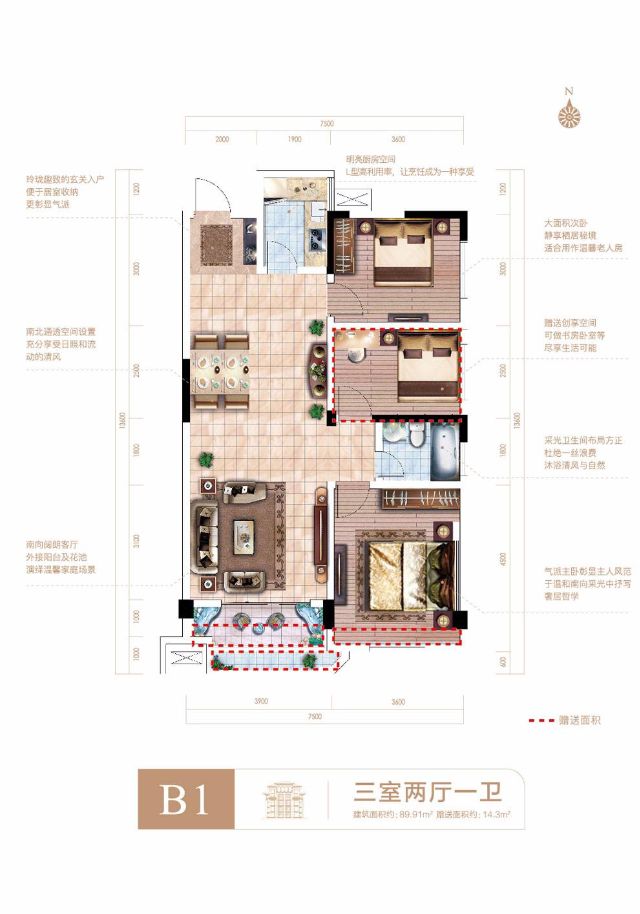 N
7500
2000
1900
3600
明亮厨房空间
L型高利用率，让烹饪成为一种享受
玲珑趣致的玄关入户
便于居室收纳
更彰显气派
1200
3000
2500
13600
1800
3100
1000
1000
南北通透空间设置
充分享受日照和流
动的清风
南向阔朗客厅
外接阳台及花池
演绎温馨家庭场景
1200
3000
2500
13600
1800
4500
600
大面积次卧
静享栖居秘境
适合用作温馨老人房
赠送创享空间
可做书房卧室等
尽享生活可能
采光卫生间布局方正
杜绝一丝浪费
沐浴清风与自然
气派主卧彰显主人风范
于温和南向采光中抒写
奢居哲学
3900
3600
7500
赠送面积
B1
三室两厅一卫
建筑面积约：89.91m² 赠送面积约：14.3m²